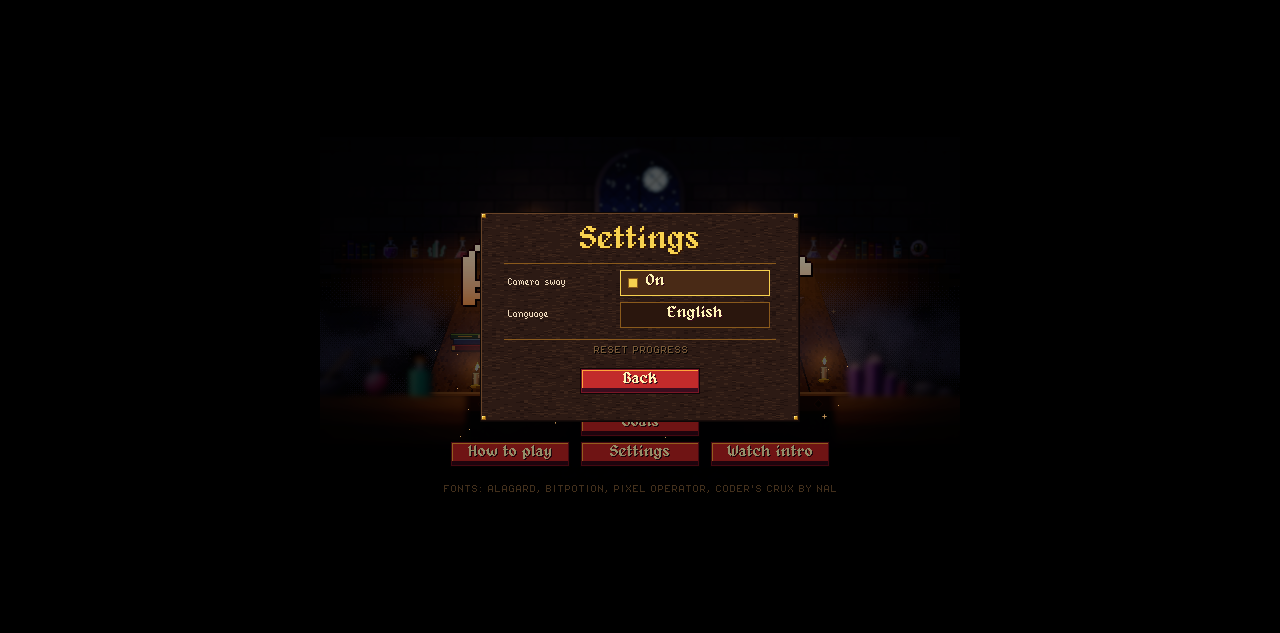 Settings
Camera sway
On
Language
English
RESET PROGRESS
Back
Goals
How to play
Settings
Watch intro
FONTS: ALAGARD, BITPOTION, PIXEL OPERATOR, CODER'S CRUX BY NAL